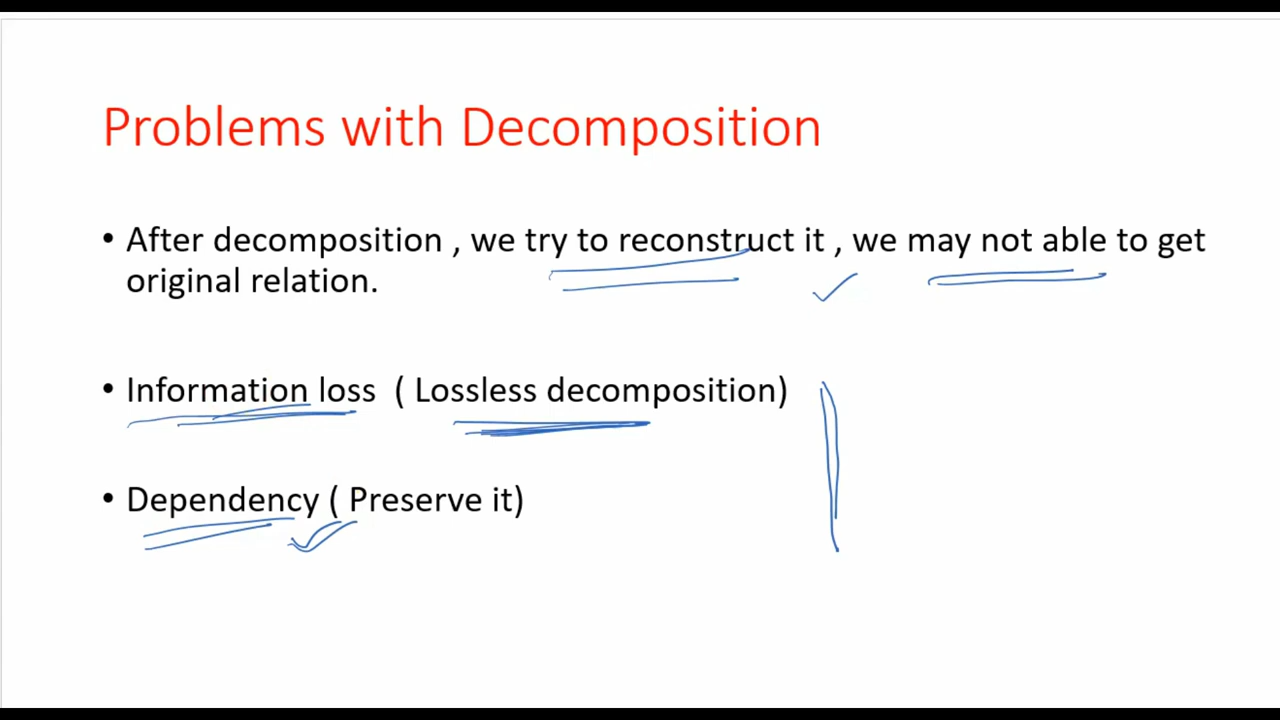 Problems with Decomposition
• After decomposition , we try to reconstruct it , we may not able to get
original relation.
• Information loss ( Lossless decomposition)
• Dependency ( Preserve it)